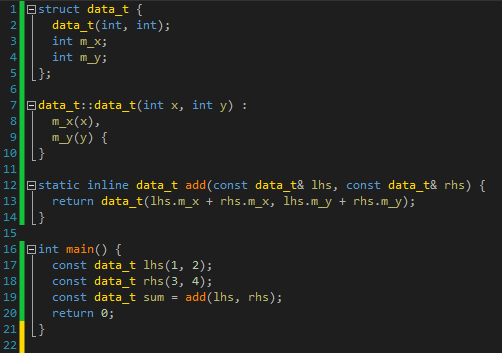 1 struct data_t {
2   data_t(int, int);
3   int m_x;
4   int m_y;
5 };
6
7 data_t::data_t(int x, int y) :
8   m_x(x),
9   m_y(y) {
10 }
11
12 static inline data_t add(const data_t& lhs, const data_t& rhs) {
13   return data_t(lhs.m_x + rhs.m_x, lhs.m_y + rhs.m_y);
14 }
15
16 int main() {
17   const data_t lhs(1, 2);
18   const data_t rhs(3, 4);
19   const data_t sum = add(lhs, rhs);
20   return 0;
21 }
22